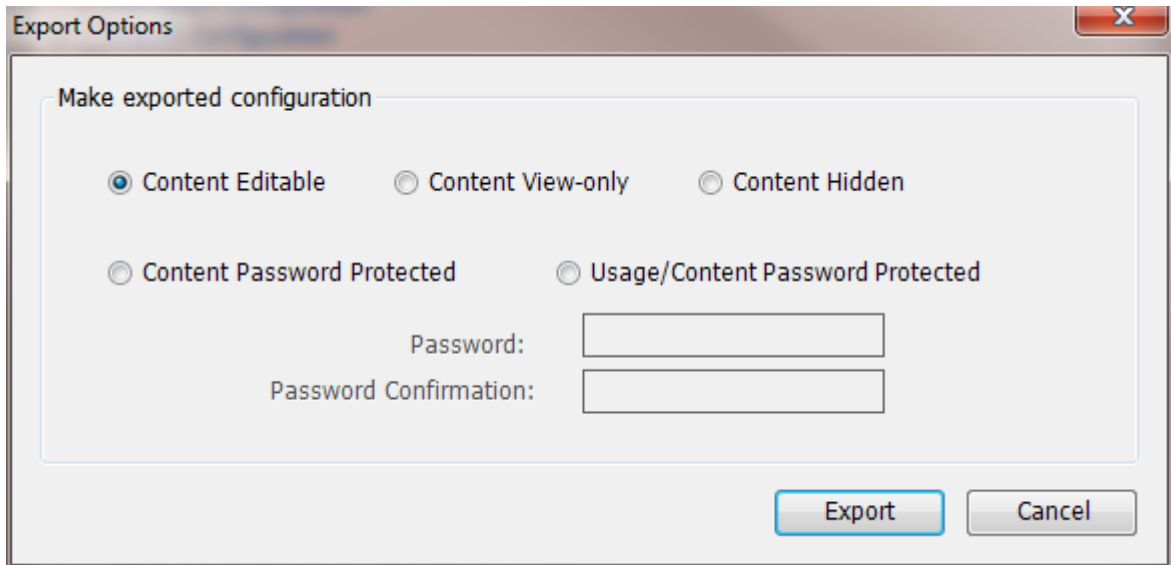 Export Options
Make exported configuration
Content Editable Content View-only Content Hidden
Content Password Protected Usage/Content Password Protected
Password:
Password Confirmation:
Export Cancel